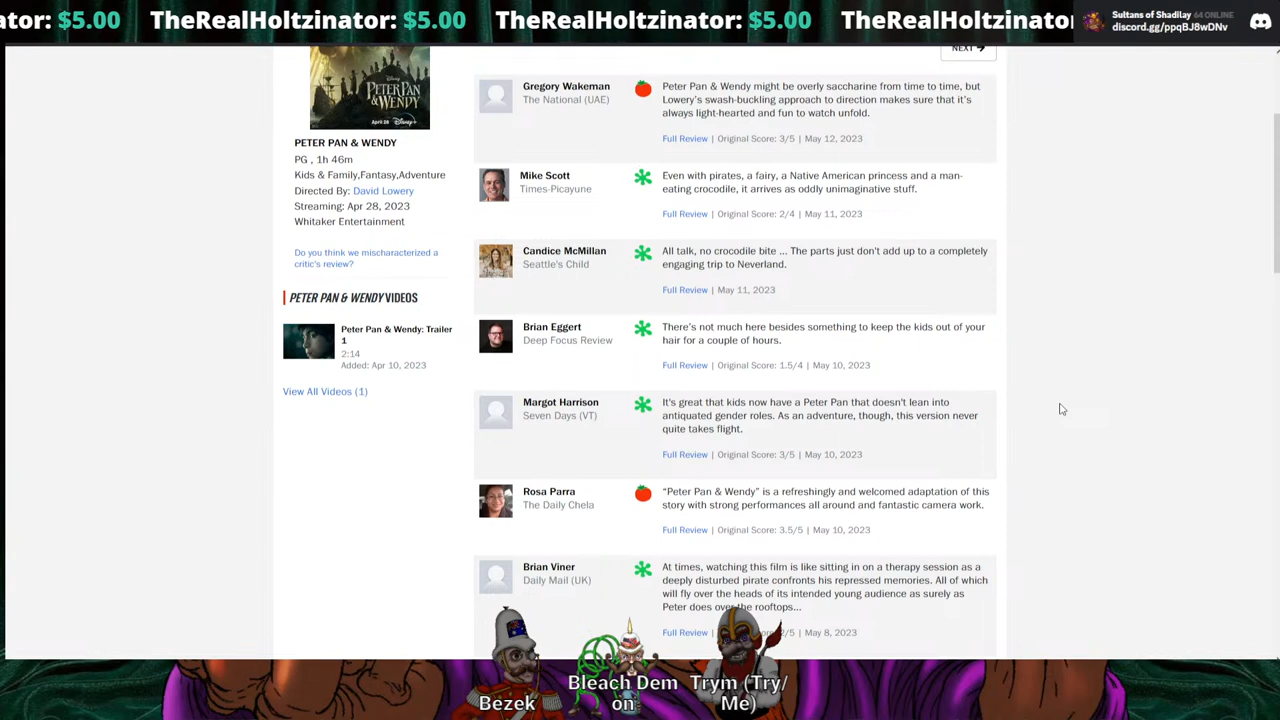 ator: $5.00 TheRealHoltzinator: $5.00 TheRealHoltzinator: $5.00 TheRealHoltzinator
Sultans of Shadilay 64 ONLINE
discord.gg/ppqBJ8wDNv
NEXT
Disney
PETER PAN & WENDY
April 28 Disney+
PETER PAN & WENDY
PG , 1h 46m
Kids & Family,Fantasy,Adventure
Directed By: David Lowery
Streaming: Apr 28, 2023
Whitaker Entertainment
Do you think we mischaracterized a
critic's review?
PETER PAN & WENDY VIDEOS
Peter Pan & Wendy: Trailer
1
2:14
Added: Apr 10, 2023
View All Videos (1)
Gregory Wakeman
The National (UAE)
Peter Pan & Wendy might be overly saccharine from time to time, but
Lowery's swash-buckling approach to direction makes sure that it's
always light-hearted and fun to watch unfold.
Full Review | Original Score: 3/5 | May 12, 2023
Mike Scott
Times-Picayune
Even with pirates, a fairy, a Native American princess and a man-
eating crocodile, it arrives as oddly unimaginative stuff.
Full Review | Original Score: 2/4 | May 11, 2023
Candice McMillan
Seattle's Child
All talk, no crocodile bite ... The parts just don't add up to a completely
engaging trip to Neverland.
Full Review | May 11, 2023
Brian Eggert
Deep Focus Review
There's not much here besides something to keep the kids out of your
hair for a couple of hours.
Full Review | Original Score: 1.5/4 | May 10, 2023
Margot Harrison
Seven Days (VT)
It's great that kids now have a Peter Pan that doesn't lean into
antiquated gender roles. As an adventure, though, this version never
quite takes flight.
Full Review | Original Score: 3/5 | May 10, 2023
Rosa Parra
The Daily Chela
"Peter Pan & Wendy" is a refreshingly and welcomed adaptation of this
story with strong performances all around and fantastic camera work.
Full Review | Original Score: 3.5/5 | May 10, 2023
Brian Viner
Daily Mail (UK)
At times, watching this film is like sitting in on a therapy session as a
deeply disturbed pirate confronts his repressed memories. All of which
will fly over the heads of its intended young audience as surely as
Peter does over the rooftops...
Full Review | 2/5 | May 8, 2023
Bezek
Bleach Dem
on
Trym (Try/
Me)